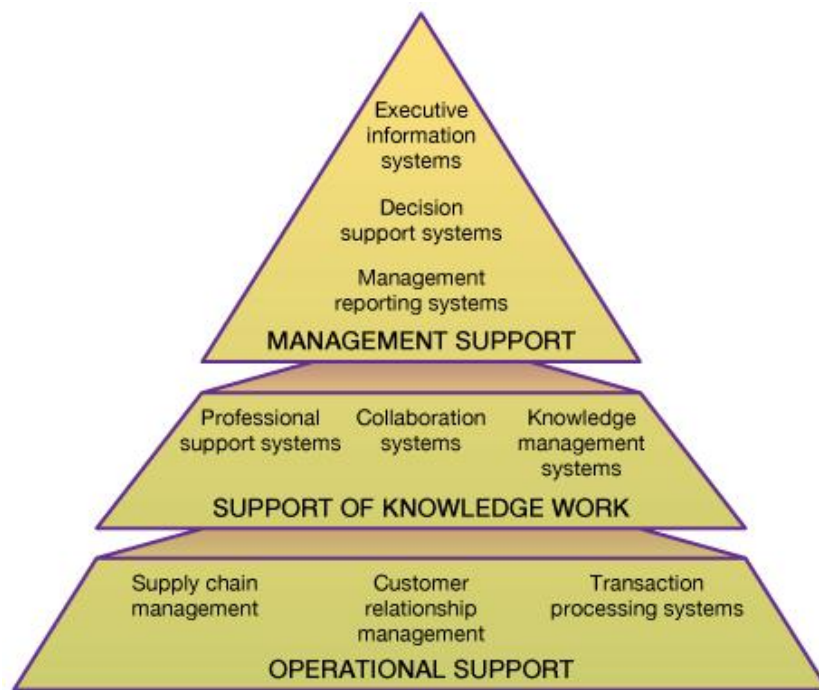 Executive
information
systems
Decision
support systems
Management
reporting systems
MANAGEMENT SUPPORT
Professional
support systems
Collaboration
systems
Knowledge
management
systems
SUPPORT OF KNOWLEDGE WORK
Supply chain
management
Customer
relationship
management
Transaction
processing systems
OPERATIONAL SUPPORT